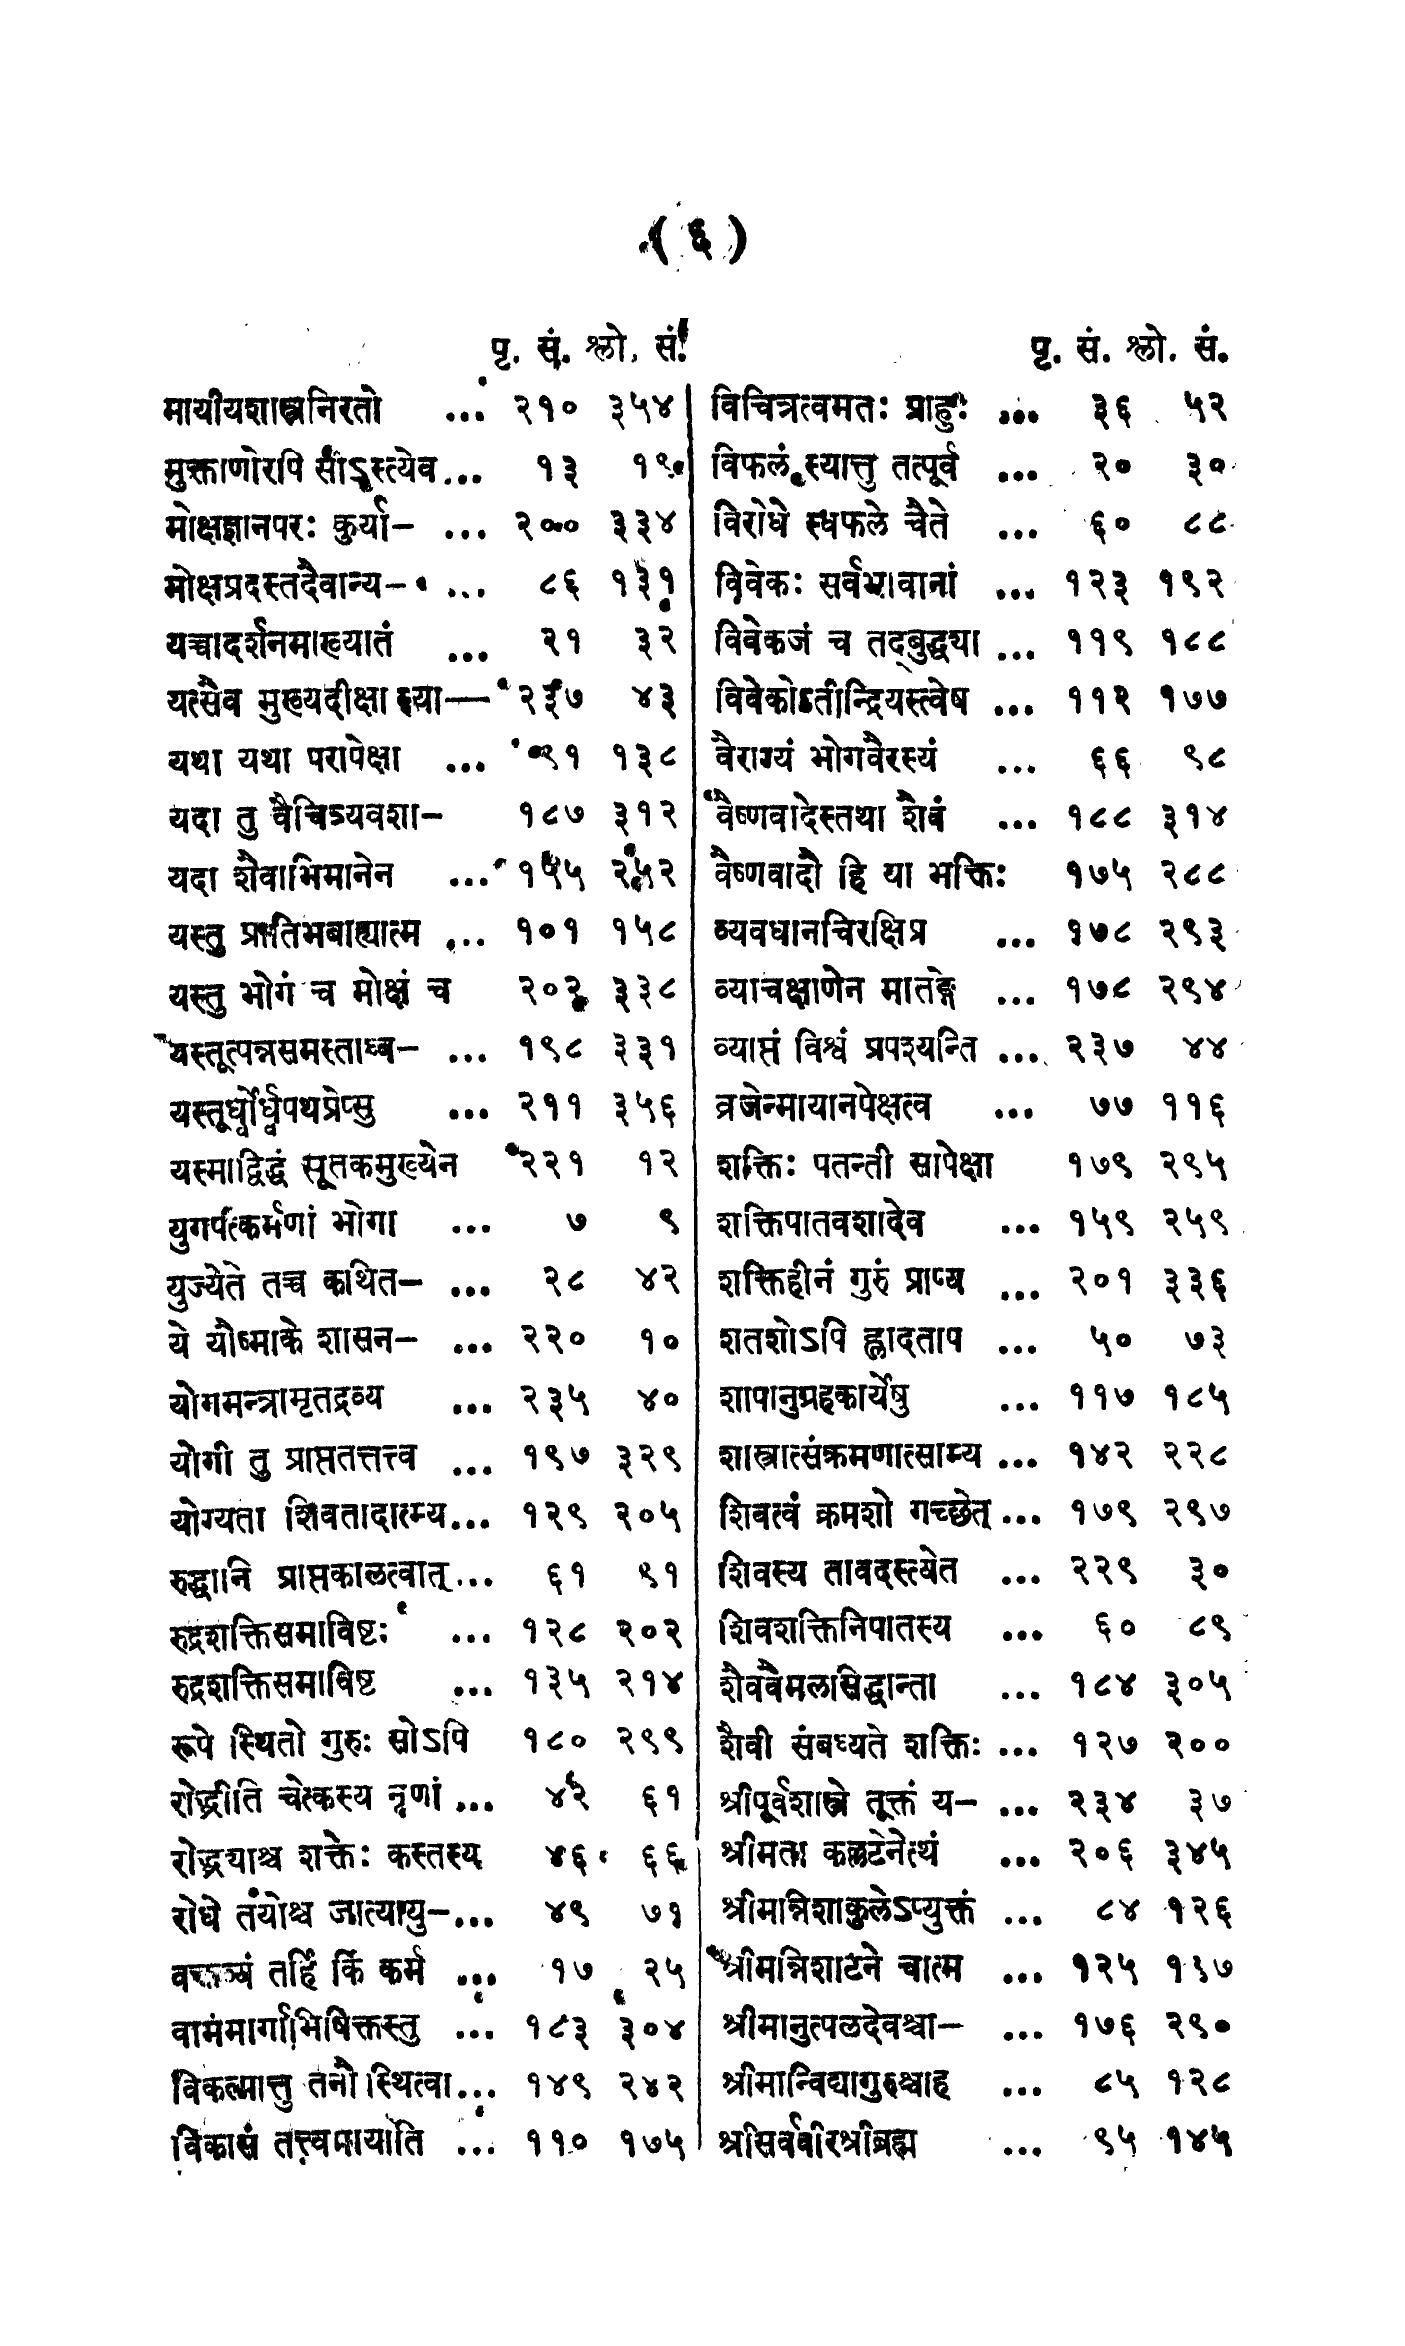 ( ६ )
पृ. सं. श्लो. सं.
मायीयशास्त्रनिरतो ... २१० ३५४
मुक्ताणोरपि सोऽस्त्येव... १३ १९
मोक्षज्ञानपरः कुर्या- ... २०० ३३४
मोक्षप्रदस्तदैवान्य- ... ८६ १३१
यच्चादर्शनमाख्यातं ... २१ ३२
यत्सैव मुख्यदीक्षा स्या— २३७ ४३
यथा यथा परापेक्षा ... ९१ १३८
यदा तु वैचित्र्यवशा- १८७ ३१२
यदा शैवाभिमानेन ... १५५ २५२
यस्तु प्रातिभबाह्यात्म ... १०१ १५८
यस्तु भोगं च मोक्षं च २०२ ३३८
यस्तूत्पन्नसमस्ताध्व- ... १९८ ३३१
यस्तूर्ध्वोर्ध्वपथप्रेप्सु ... २११ ३५६
यस्माद्विद्धं सूतकमुख्येन २२१ १२
युगपत्कर्मणां भोगा ... ७ ९
युज्येते तच्च कथित- ... २८ ४२
ये यौष्माके शासन- ... २२० १०
योगमन्त्रामृतद्रव्य ... २३५ ४०
योगी तु प्राप्ततत्तत्त्व ... १९७ ३२९
योग्यता शिवतादात्म्य... १२९ २०५
रुद्धानि प्राप्तकालत्वात्... ६१ ९१
रुद्रशक्तिसमाविष्टः ... १२८ २०२
रुद्रशक्तिसमाविष्ट ... १३५ २१४
रूपे स्थितो गुरुः सोऽपि १८० २९९
रोद्ध्रीति चेत्कस्य नृणां ... ४२ ६१
रोद्ध्र्याश्च शक्तेः कस्तस्य ४६ ६६
रोधे तयोश्च जात्यायु-... ४९ ७१
वक्तव्यं तर्हि किं कर्म ... १७ २५
वाममार्गाभिषिक्तस्तु ... १८३ ३०४
विकल्पात्तु तनौ स्थित्वा... १४९ २४२
विकासं तत्त्वमायाति ... ११० १७५
पृ. सं. श्लो. सं.
विचित्रत्वमतः प्राहुः ... ३६ ५२
विफलं स्यात्तु तत्पूर्व ... २० ३०
विरोधे स्वफले चैते ... ६० ८८
विवेकः सर्वभावानां ... १२३ १९२
विवेकजं च तद्बुद्ध्या ... ११९ १८८
विवेकोऽतीन्द्रियस्त्वेष ... ११२ १७७
वैराग्यं भोगवैरस्यं ... ६६ ९८
वैष्णवादेस्तथा शैवं ... १८८ ३१४
वैष्णवादौ हि या भक्तिः १७५ २८८
व्यवधानचिरक्षिप्र ... १७८ २९३
व्याचक्षाणेन मातङ्गे ... १७८ २९४
व्याप्तं विश्वं प्रपश्यन्ति ... २३७ ४४
व्रजेन्मायानपेक्षत्व ... ७७ ११६
शक्तिः पतन्ती सापेक्षा १७९ २९५
शक्तिपातवशादेव ... १५९ २५९
शक्तिहीनं गुरुं प्राप्य ... २०१ ३३६
शतशोऽपि ह्लादताप ... ५० ७३
शापानुग्रहकार्येषु ... ११७ १८५
शास्त्रात्संक्रमणात्साम्य ... १४२ २२८
शिवत्वं क्रमशो गच्छेत् ... १७९ २९७
शिवस्य तावदस्त्येत ... २२९ ३०
शिवशक्तिनिपातस्य ... ६० ८९
शैववैमलसिद्धान्ता ... १८४ ३०५
शैवी संबध्यते शक्तिः ... १२७ २००
श्रीपूर्वशास्त्रे तूक्तं य- ... २३४ ३७
श्रीमता कल्लटेनेत्थं ... २०६ ३४५
श्रीमन्निशाकुलेऽप्युक्तं ... ८४ १२६
श्रीमन्निशाटने चात्म ... १२५ १९७
श्रीमानुत्पलदेवश्चा- ... १७६ २९०
श्रीमान्विद्यागुरुश्चाह ... ८५ १२८
श्रीसर्ववीरश्रीब्रह्म ... ९५ १४५